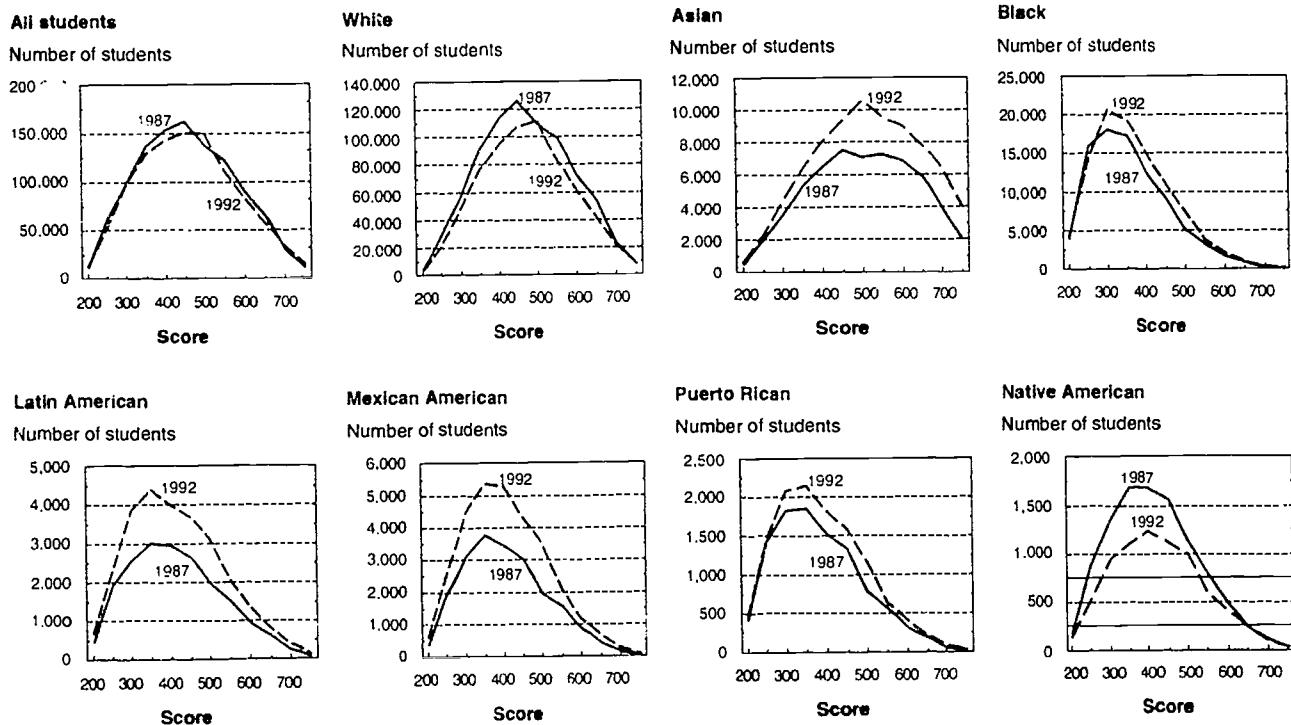 All students
Number of students
200
150.000
100.000
50.000
0
1987
1992
200 300 400 500 600 700
Score
White
Number of students
140.000
120.000
100.000
80.000
60.000
40.000
20.000
0
1987
1992
200 300 400 500 600 700
Score
Asian
Number of students
12.000
10.000
8.000
6.000
4.000
2.000
0
1992
1987
200 300 400 500 600 700
Score
Black
Number of students
25.000
20.000
15.000
10.000
5.000
0
1992
1987
200 300 400 500 600 700
Score
Latin American
Number of students
5,000
4.000
3.000
2.000
1.000
0
1992
1987
200 300 400 500 600 700
Score
Mexican American
Number of students
6.000
5.000
4.000
3.000
2.000
1.000
0
1992
1987
200 300 400 500 600 700
Score
Puerto Rican
Number of students
2.500
2,000
1,500
1,000
500
0
1992
1987
200 300 400 500 600 700
Score
Native American
Number of students
2,000
1,500
1.000
500
0
1987
1992
200 300 400 500 600 700
Score